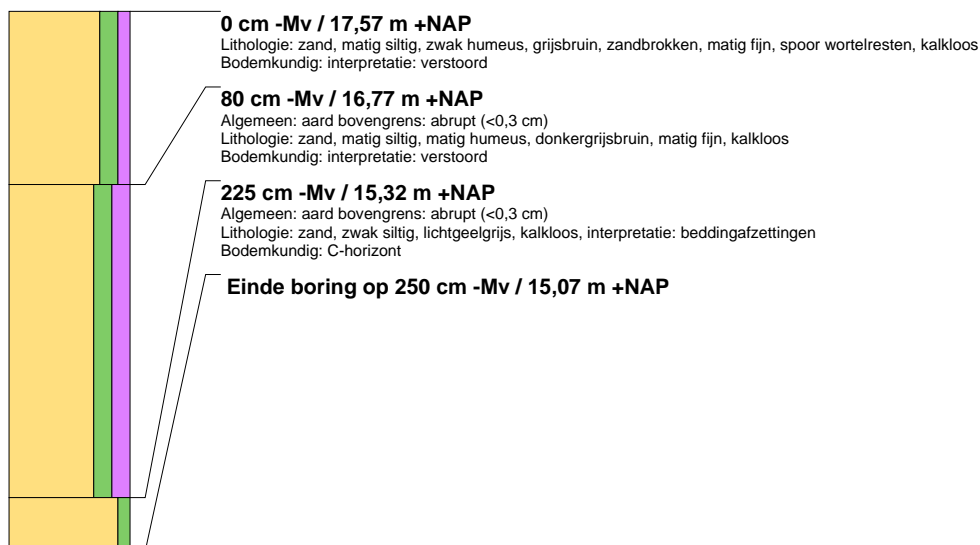 0 cm -Mv / 17,57 m +NAP
Lithologie: zand, matig siltig, zwak humeus, grijsbruin, zandbrokken, matig fijn, spoor wortelresten, kalkloos
Bodemkundig: interpretatie: verstoord
80 cm -Mv / 16,77 m +NAP
Algemeen: aard bovengrens: abrupt (<0,3 cm)
Lithologie: zand, matig siltig, matig humeus, donkergrijsbruin, matig fijn, kalkloos
Bodemkundig: interpretatie: verstoord
225 cm -Mv / 15,32 m +NAP
Algemeen: aard bovengrens: abrupt (<0,3 cm)
Lithologie: zand, zwak siltig, lichtgeelgrijs, kalkloos, interpretatie: beddingafzettingen
Bodemkundig: C-horizont
Einde boring op 250 cm -Mv / 15,07 m +NAP